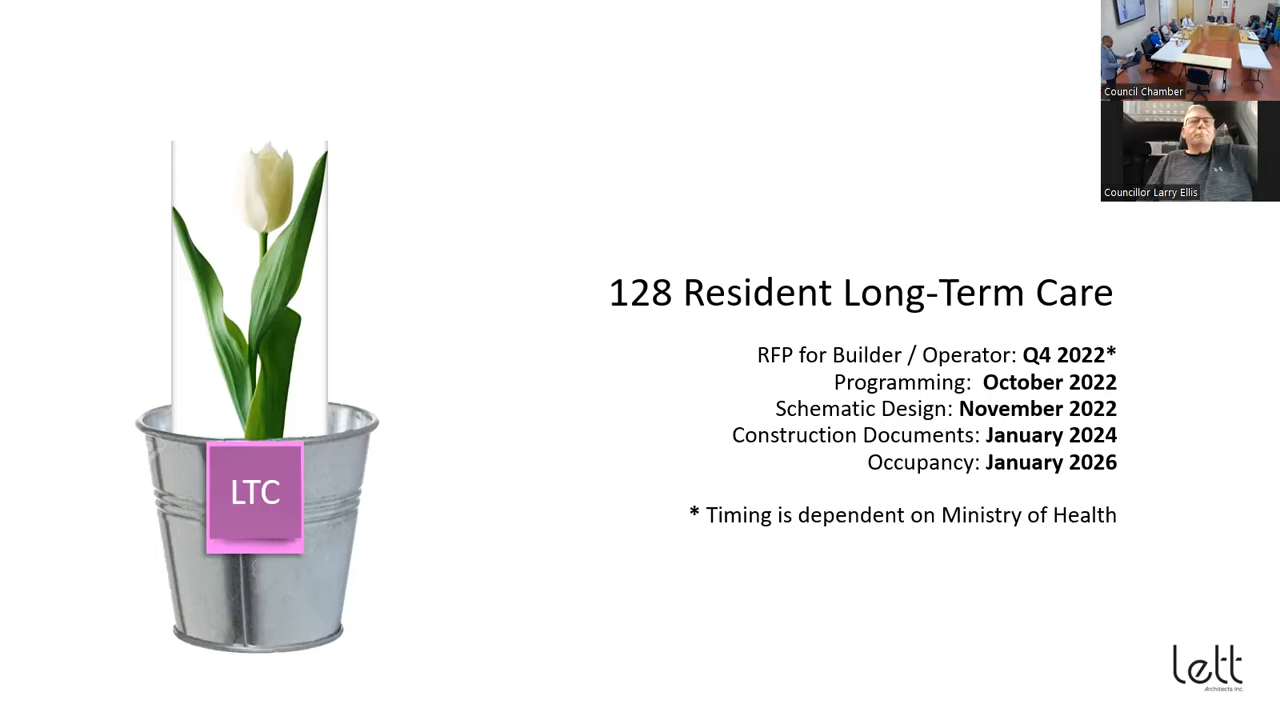 Council Chamber
Councillor Larry Ellis
128 Resident Long-Term Care
RFP for Builder / Operator: Q4 2022*
Programming: October 2022
Schematic Design: November 2022
Construction Documents: January 2024
Occupancy: January 2026
* Timing is dependent on Ministry of Health
LTC
lett
Architects Inc.